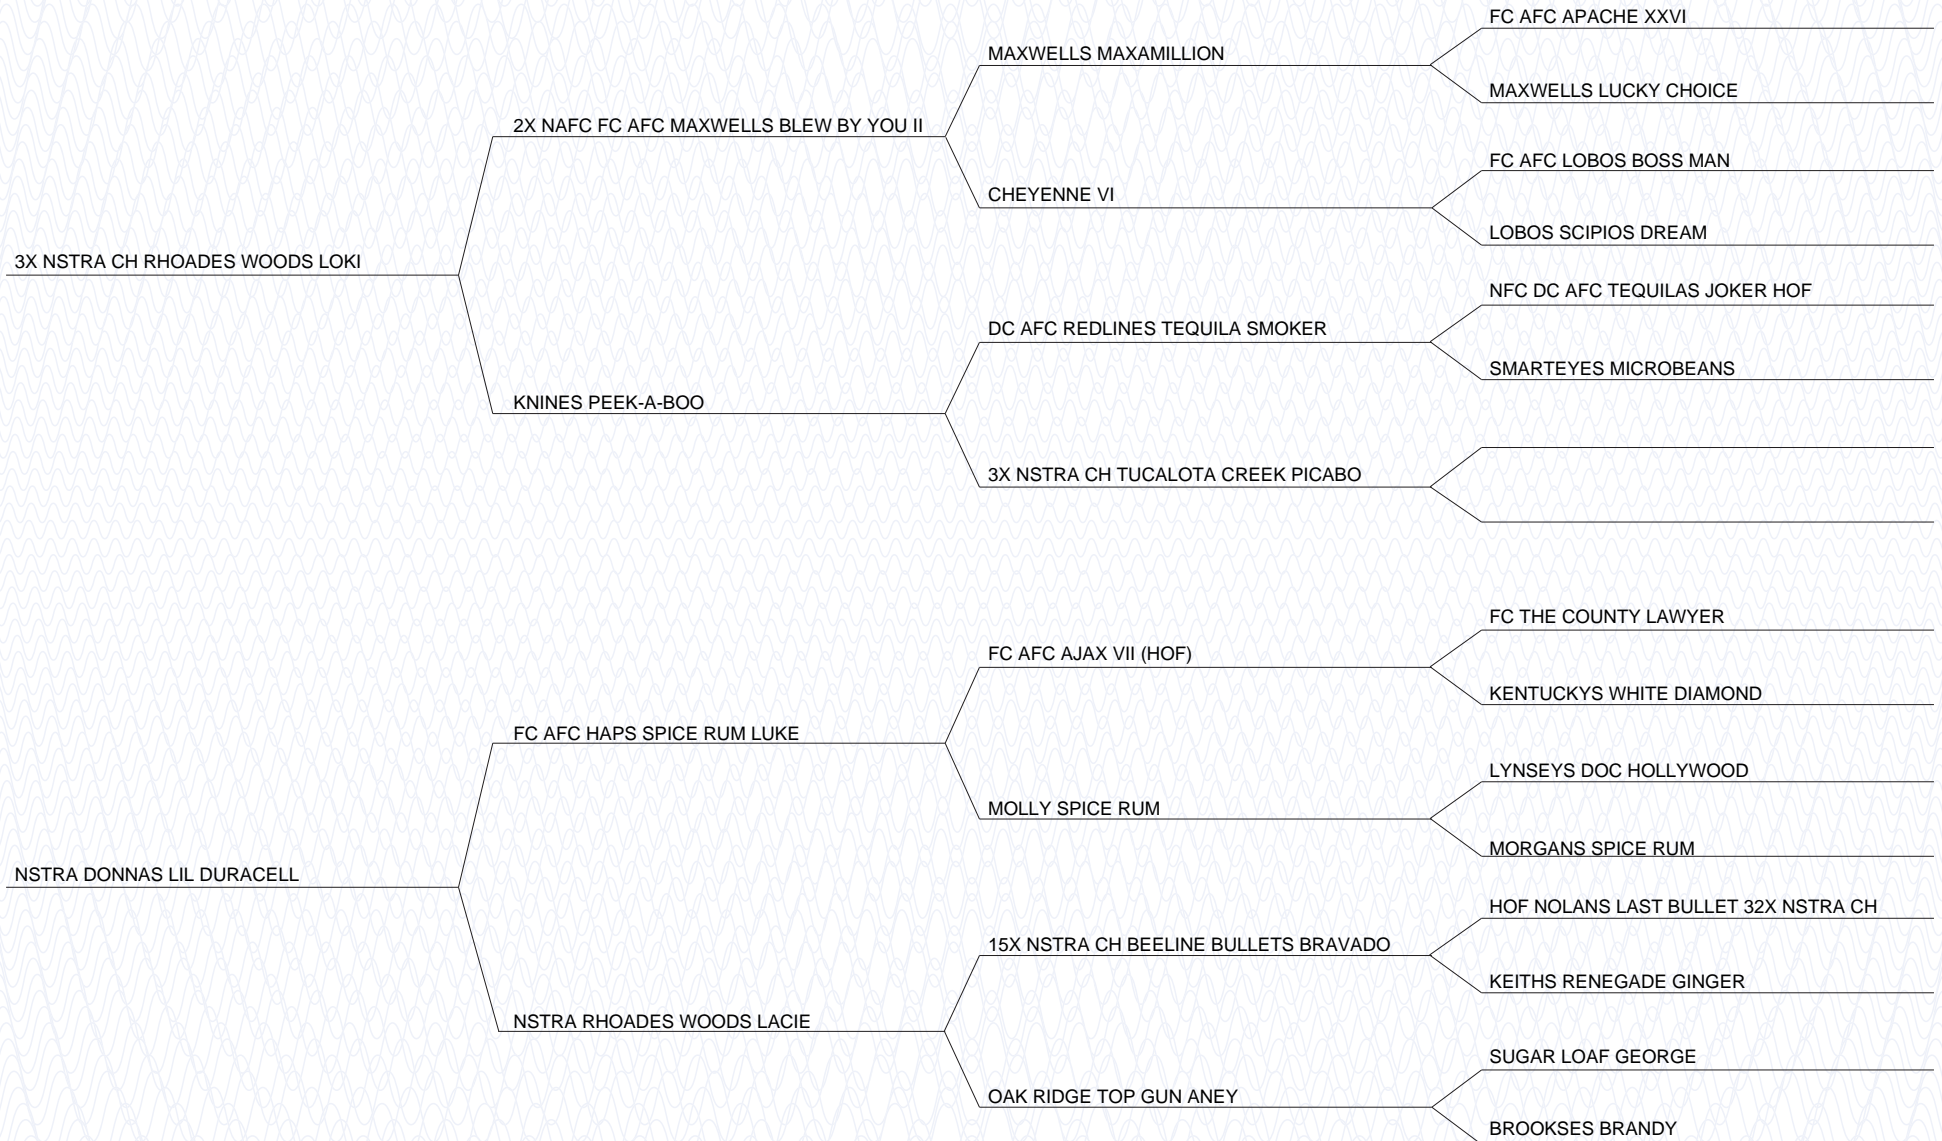 FC AFC APACHE XXVI
MAXWELLS MAXAMILLION
MAXWELLS LUCKY CHOICE
2X NAFC FC AFC MAXWELLS BLEW BY YOU II
FC AFC LOBOS BOSS MAN
CHEYENNE VI
LOBOS SCIPIOS DREAM
3X NSTRA CH RHOADES WOODS LOKI
NFC DC AFC TEQUILAS JOKER HOF
DC AFC REDLINES TEQUILA SMOKER
SMARTEYES MICROBEANS
KNINES PEEK-A-BOO
3X NSTRA CH TUCALOTA CREEK PICABO
FC THE COUNTY LAWYER
FC AFC AJAX VII (HOF)
KENTUCKYS WHITE DIAMOND
FC AFC HAPS SPICE RUM LUKE
LYNSEYS DOC HOLLYWOOD
MOLLY SPICE RUM
MORGANS SPICE RUM
NSTRA DONNAS LIL DURACELL
HOF NOLANS LAST BULLET 32X NSTRA CH
15X NSTRA CH BEELINE BULLETS BRAVADO
KEITHS RENEGADE GINGER
NSTRA RHOADES WOODS LACIE
SUGAR LOAF GEORGE
OAK RIDGE TOP GUN ANEY
BROOKSES BRANDY